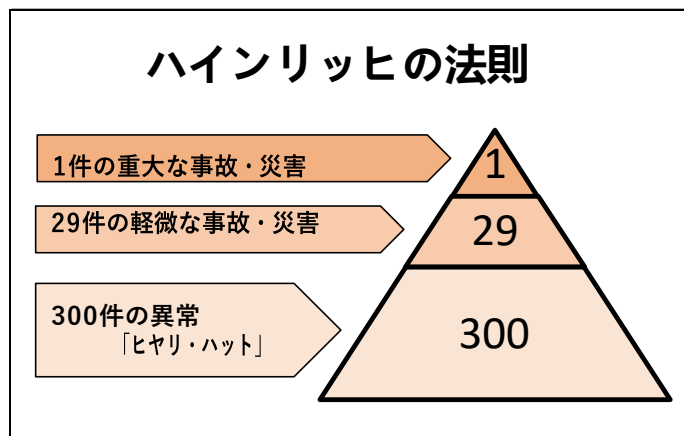 ハインリッヒの法則
1件の重大な事故・災害
1
29件の軽微な事故・災害
29
300件の異常
「ヒヤリ・ハット」
300